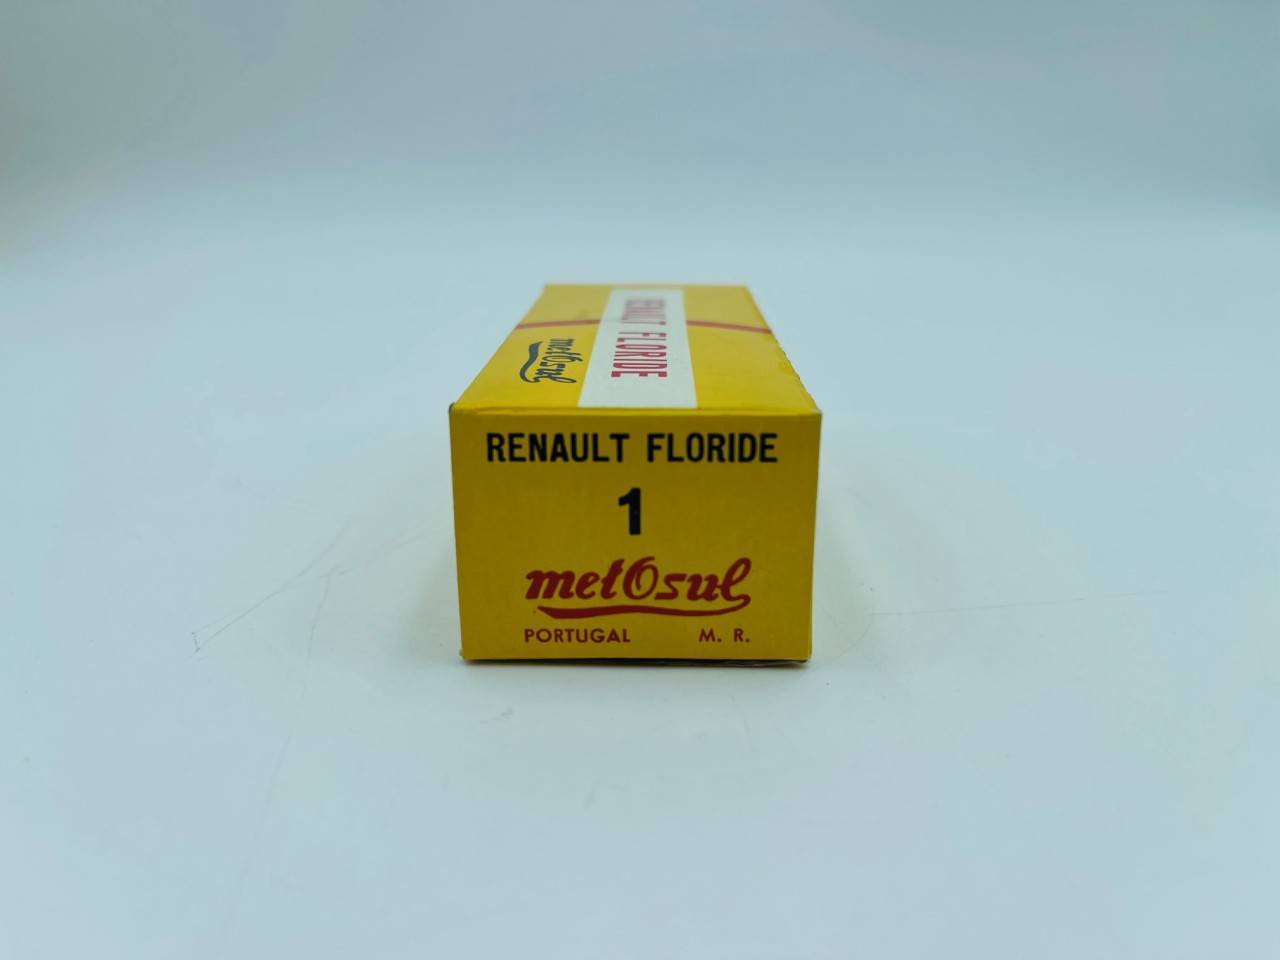 RENAULT FLORIDE
metOsul
RENAULT FLORIDE
1
metOsul
PORTUGAL M. R.